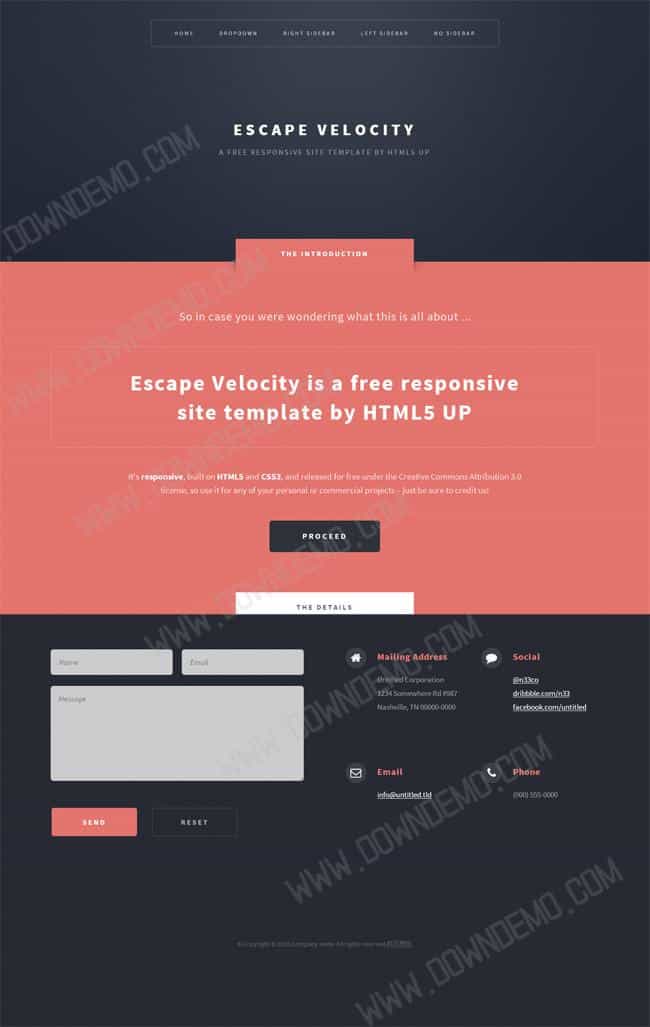 HOME DROPDOWN RIGHT SIDEBAR LEFT SIDEBAR NO SIDEBAR
ESCAPE VELOCITY
A FREE RESPONSIVE SITE TEMPLATE BY HTML5 UP
THE INTRODUCTION
So in case you were wondering what this is all about ...
Escape Velocity is a free responsive
site template by HTML5 UP
It's responsive, built on HTML5 and CSS3, and released for free under the Creative Commons Attribution 3.0
license, so use it for any of your personal or commercial projects – just be sure to credit us!
PROCEED
THE DETAILS
Name Email
Message
SEND RESET
Mailing Address
Untitled Corporation
1234 Somewhere Rd #987
Nashville, TN 00000-0000
Social
@n33co
dribbble.com/n33
facebook.com/untitled
Email
info@untitled.tld
Phone
(000) 555-0000
Copyright © Company name All rights reserved
.DOWNDEMO.COM
WWW.DOWNDEMO.COM
WWW.DOWNDEMO.COM
WWW.DOWNDEMO.COM
WWW.DOWNDEMO.COM
WWW.DOWNDEMO.COM
WWW.DOWNDEMO.COM